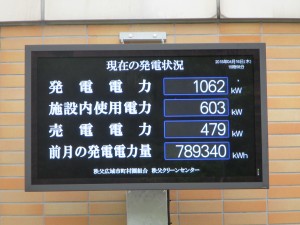 現在の発電状況
発電電力 1062 kW
施設内使用電力 603 kW
売電電力 479 kW
前月の発電電力量 789340 kWh
秩父広域市町村圏組合 秩父クリーンセンター